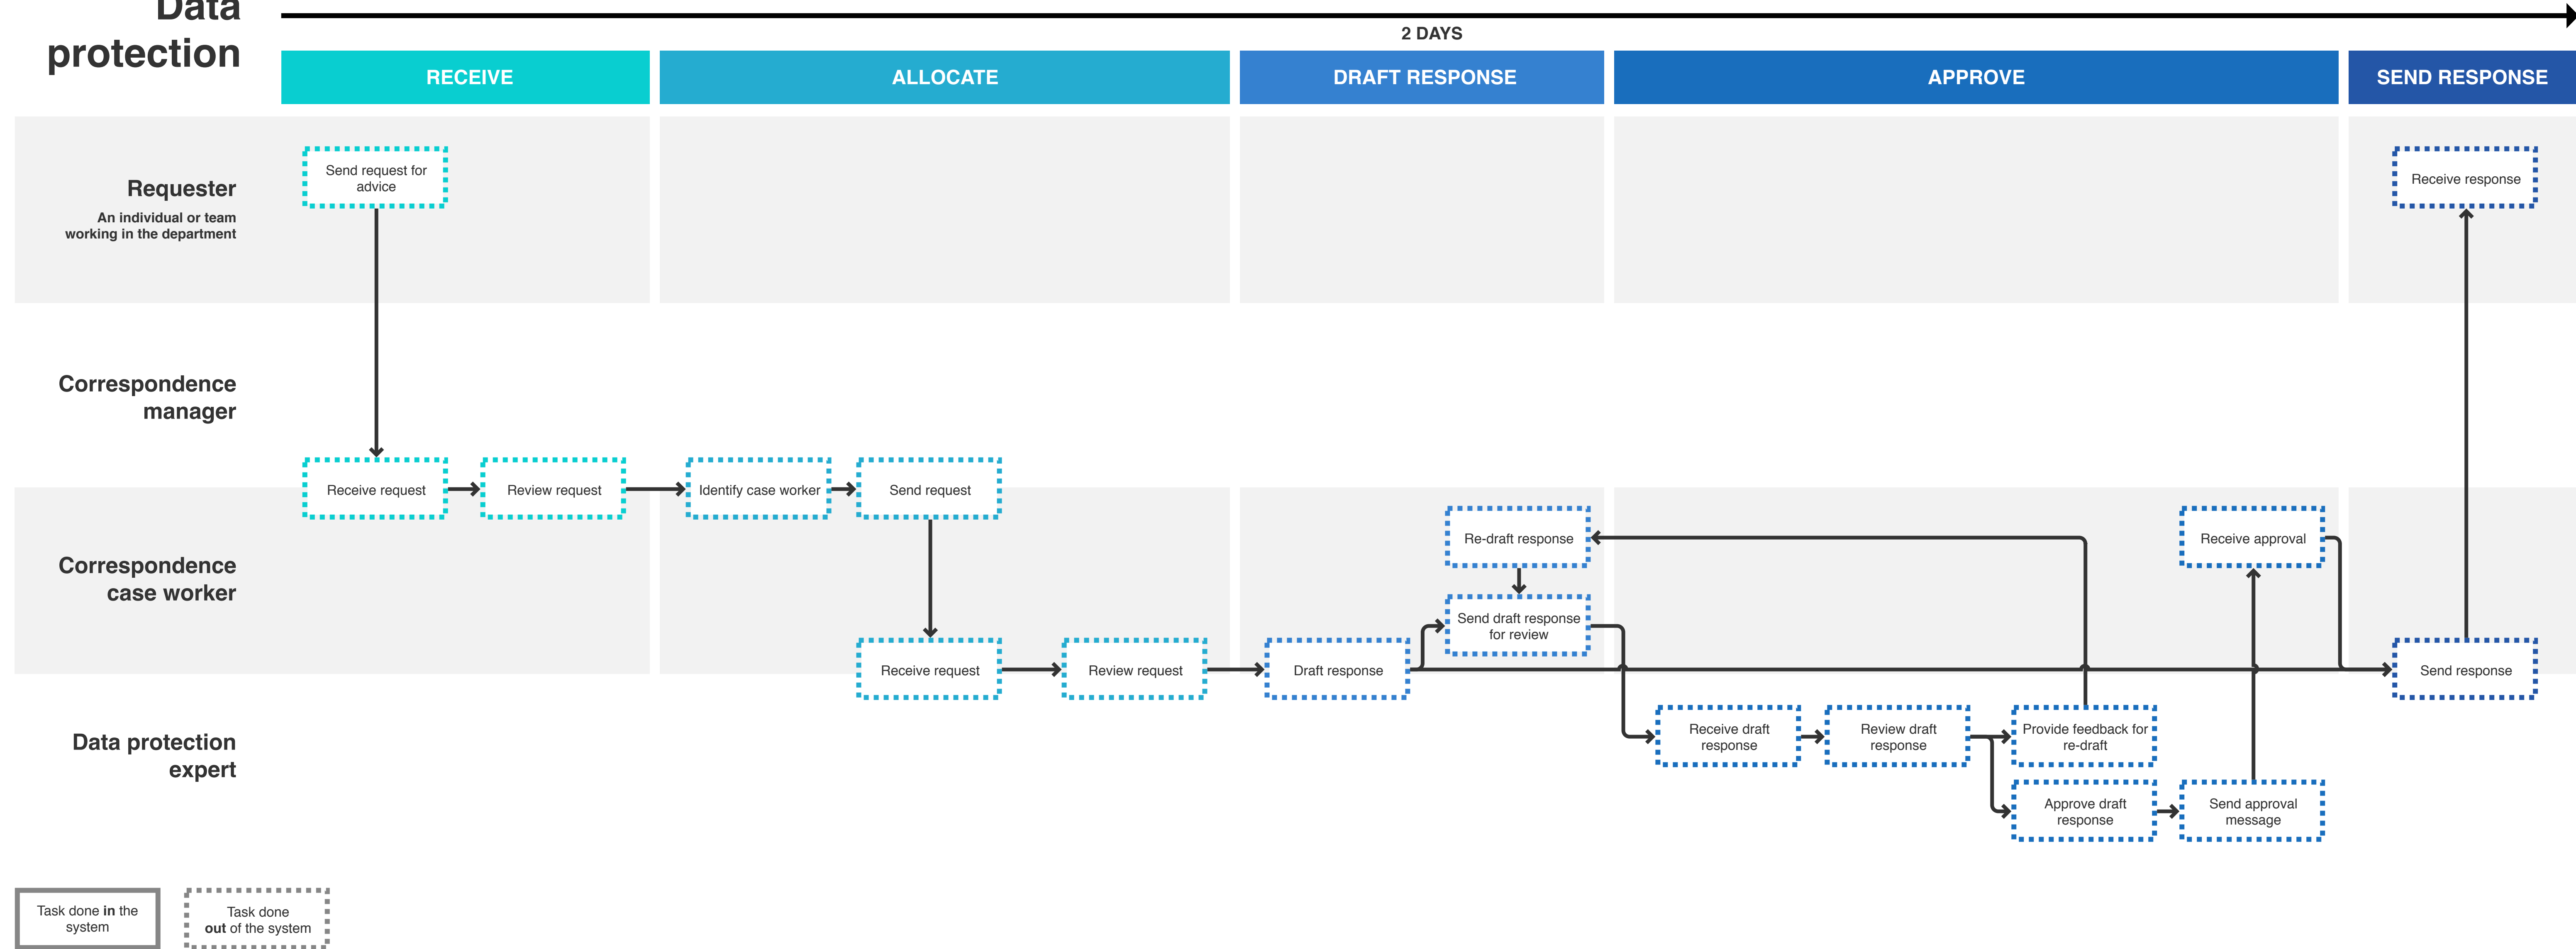 Data
protection
2 DAYS
RECEIVE
ALLOCATE
DRAFT RESPONSE
APPROVE
SEND RESPONSE
Requester
An individual or team
working in the department
Send request for
advice
Receive response
Correspondence
manager
Receive request
Review request
Identify case worker
Send request
Correspondence
case worker
Re-draft response
Receive approval
Send draft response
for review
Receive request
Review request
Draft response
Send response
Data protection
expert
Receive draft
response
Review draft
response
Provide feedback for
re-draft
Approve draft
response
Send approval
message
Task done in the
system
Task done
out of the system